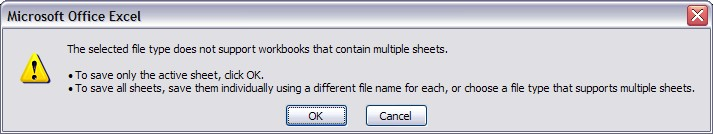 Microsoft Office Excel
The selected file type does not support workbooks that contain multiple sheets.
• To save only the active sheet, click OK.
• To save all sheets, save them individually using a different file name for each, or choose a file type that supports multiple sheets.
OK
Cancel